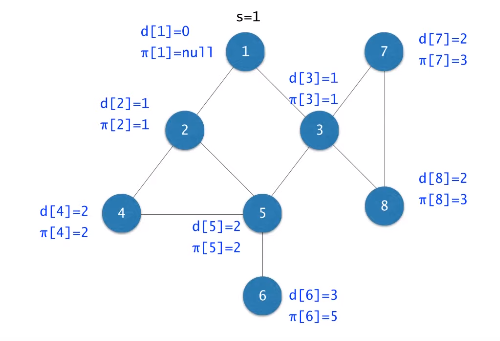 s=1
d[1]=0
π[1]=null
1
7
d[7]=2
π[7]=3
d[3]=1
π[3]=1
d[2]=1
π[2]=1
2
3
d[8]=2
π[8]=3
8
d[4]=2
π[4]=2
4
5
d[5]=2
π[5]=2
6
d[6]=3
π[6]=5